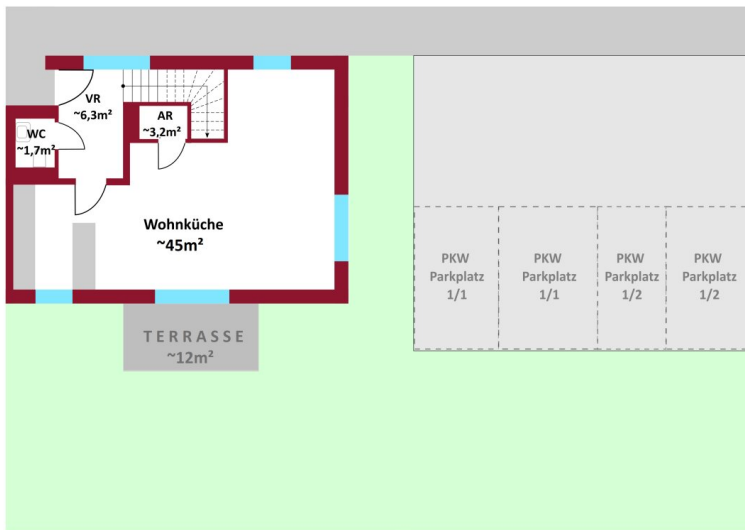 VR
~6,3m²
AR
~3,2m²
WC
~1,7m²
Wohnküche
~45m²
TERRASSE
~12m²
PKW
Parkplatz
1/1
PKW
Parkplatz
1/1
PKW
Parkplatz
1/2
PKW
Parkplatz
1/2